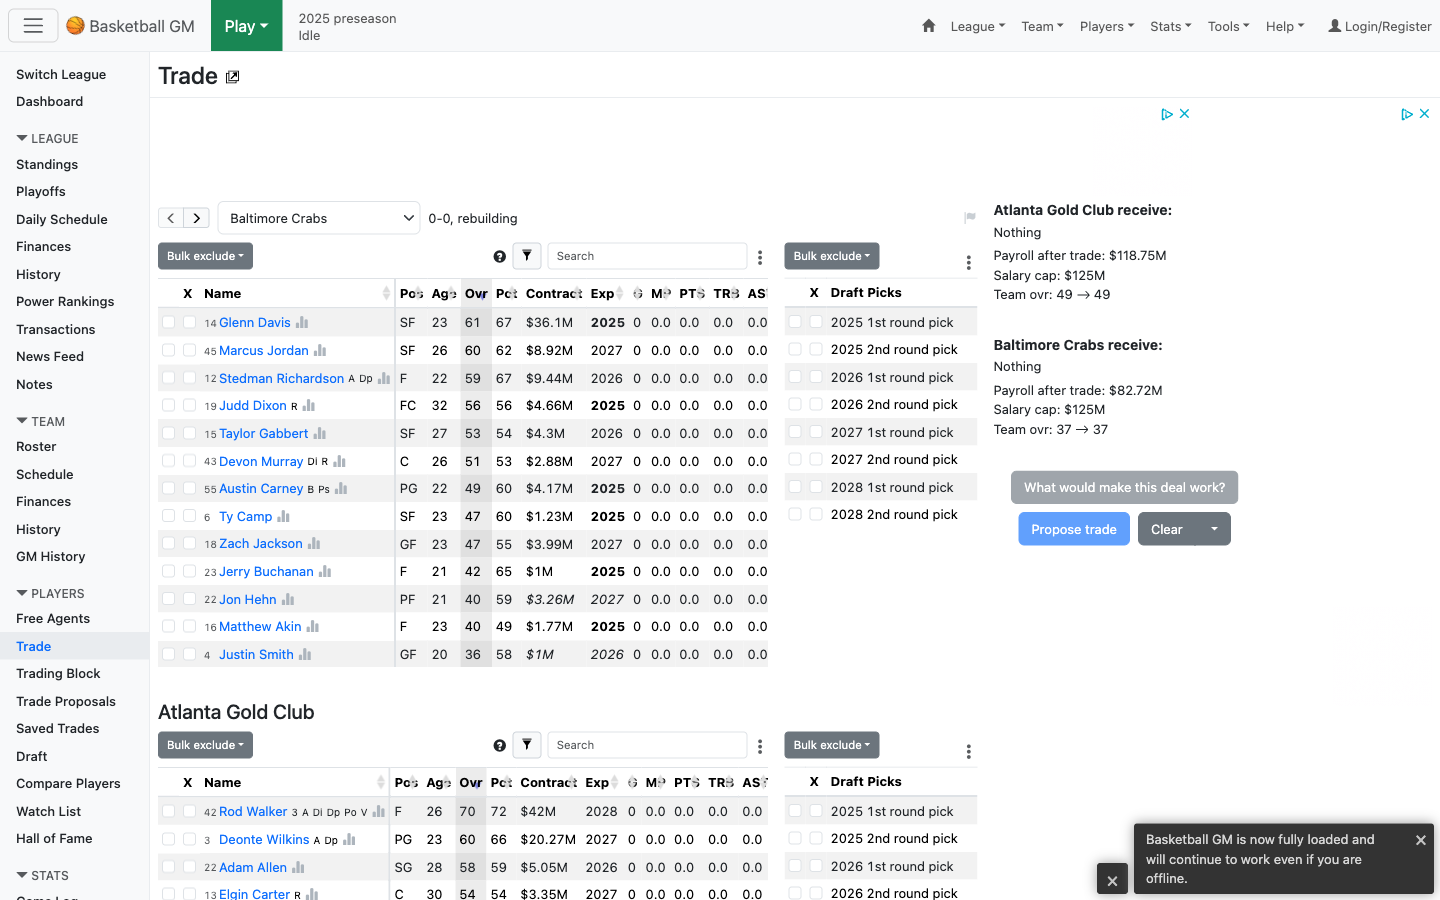 Basketball GM
Play
2025 preseason
Idle
League
Team
Players
Stats
Tools
Help
Login/Register
Switch League
Dashboard
LEAGUE
Standings
Playoffs
Daily Schedule
Finances
History
Power Rankings
Transactions
News Feed
Notes
TEAM
Roster
Schedule
Finances
History
GM History
PLAYERS
Free Agents
Trade
Trading Block
Trade Proposals
Saved Trades
Draft
Compare Players
Watch List
Hall of Fame
STATS
Trade
Baltimore Crabs
0-0, rebuilding
Bulk exclude
Search
X Name Pos Age Ovr Pot Contract Exp G MP PTS TRB AST
14 Glenn Davis SF 23 61 67 $36.1M 2025 0 0.0 0.0 0.0 0.0
45 Marcus Jordan SF 26 60 62 $8.92M 2027 0 0.0 0.0 0.0 0.0
12 Stedman Richardson A Dp F 22 59 67 $9.44M 2026 0 0.0 0.0 0.0 0.0
19 Judd Dixon R FC 32 56 56 $4.66M 2025 0 0.0 0.0 0.0 0.0
15 Taylor Gabbert SF 27 53 54 $4.3M 2026 0 0.0 0.0 0.0 0.0
43 Devon Murray Di R C 26 51 53 $2.88M 2027 0 0.0 0.0 0.0 0.0
55 Austin Carney B Ps PG 22 49 60 $4.17M 2025 0 0.0 0.0 0.0 0.0
6 Ty Camp SF 23 47 60 $1.23M 2025 0 0.0 0.0 0.0 0.0
18 Zach Jackson GF 23 47 55 $3.99M 2027 0 0.0 0.0 0.0 0.0
23 Jerry Buchanan F 21 42 65 $1M 2025 0 0.0 0.0 0.0 0.0
22 Jon Hehn PF 21 40 59 $3.26M 2027 0 0.0 0.0 0.0 0.0
16 Matthew Akin F 23 40 49 $1.77M 2025 0 0.0 0.0 0.0 0.0
4 Justin Smith GF 20 36 58 $1M 2026 0 0.0 0.0 0.0 0.0
Bulk exclude
X Draft Picks
2025 1st round pick
2025 2nd round pick
2026 1st round pick
2026 2nd round pick
2027 1st round pick
2027 2nd round pick
2028 1st round pick
2028 2nd round pick
Atlanta Gold Club receive:
Nothing
Payroll after trade: $118.75M
Salary cap: $125M
Team ovr: 49 → 49
Baltimore Crabs receive:
Nothing
Payroll after trade: $82.72M
Salary cap: $125M
Team ovr: 37 → 37
What would make this deal work?
Propose trade
Clear
Atlanta Gold Club
Bulk exclude
Search
X Name Pos Age Ovr Pot Contract Exp G MP PTS TRB AST
42 Rod Walker 3 A Di Dp Po V F 26 70 72 $42M 2028 0 0.0 0.0 0.0 0.0
3 Deonte Wilkins A Dp PG 23 60 66 $20.27M 2027 0 0.0 0.0 0.0 0.0
22 Adam Allen SG 28 58 59 $5.05M 2026 0 0.0 0.0 0.0 0.0
13 Elgin Carter R C 30 54 54 $3.35M 2027 0 0.0 0.0 0.0 0.0
Bulk exclude
X Draft Picks
2025 1st round pick
2025 2nd round pick
2026 1st round pick
2026 2nd round pick
Basketball GM is now fully loaded and
will continue to work even if you are
offline.